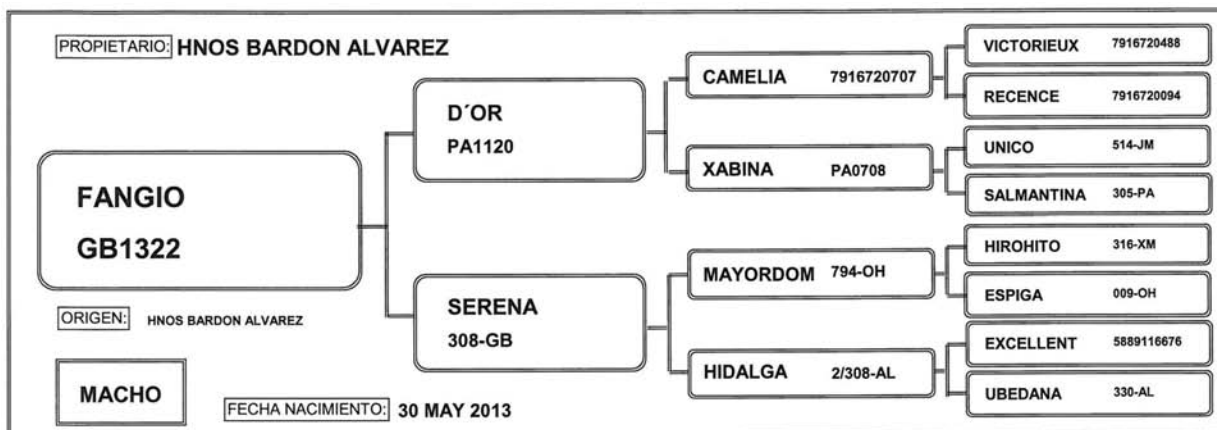 PROPIETARIO: HNOS BARDON ALVAREZ
FANGIO
GB1322
ORIGEN: HNOS BARDON ALVAREZ
MACHO
FECHA NACIMIENTO: 30 MAY 2013
D´OR
PA1120
SERENA
308-GB
CAMELIA 7916720707
XABINA PA0708
MAYORDOM 794-OH
HIDALGA 2/308-AL
VICTORIEUX 7916720488
RECENCE 7916720094
UNICO 514-JM
SALMANTINA 305-PA
HIROHITO 316-XM
ESPIGA 009-OH
EXCELLENT 5889116676
UBEDANA 330-AL